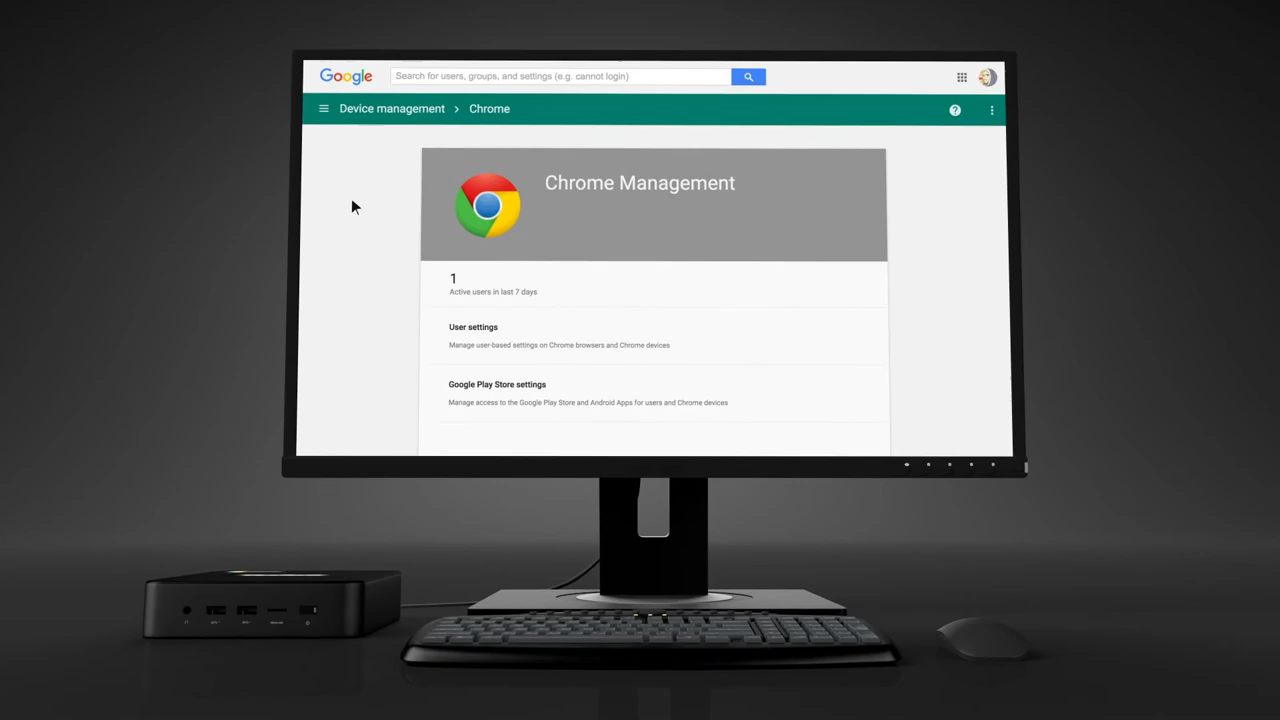 Google
Search for users, groups, and settings (e.g. cannot login)
Device management > Chrome
Chrome Management
1
Active users in last 7 days
User settings
Manage user-based settings on Chrome browsers and Chrome devices
Google Play Store settings
Manage access to the Google Play Store and Android Apps for users and Chrome devices